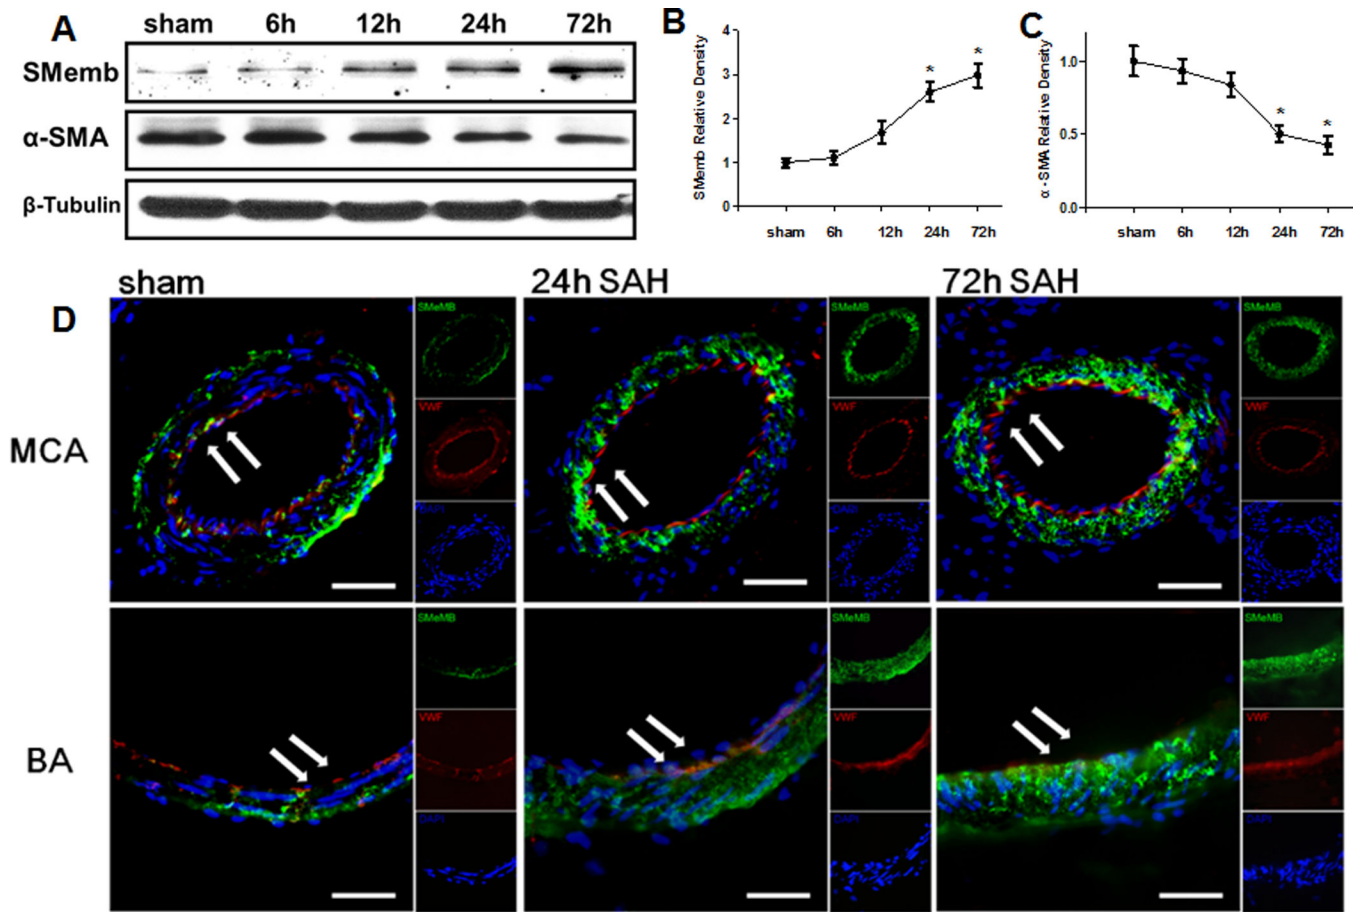 A
sham 6h 12h 24h 72h
SMemb
α-SMA
β-Tubulin
B
SMemb Relative Density
4
3
2
1
0
* *
sham 6h 12h 24h 72h
C
α-SMA Relative Density
1.0
0.5
0.0
* *
sham 6h 12h 24h 72h
D
sham 24h SAH 72h SAH
MCA
SMeMB
VWF
DAPI
SMeMB
VWF
DAPI
SMeMB
VWF
DAPI
BA
SMeMB
VWF
DAPI
SMeMB
VWF
DAPI
SMeMB
VWF
DAPI